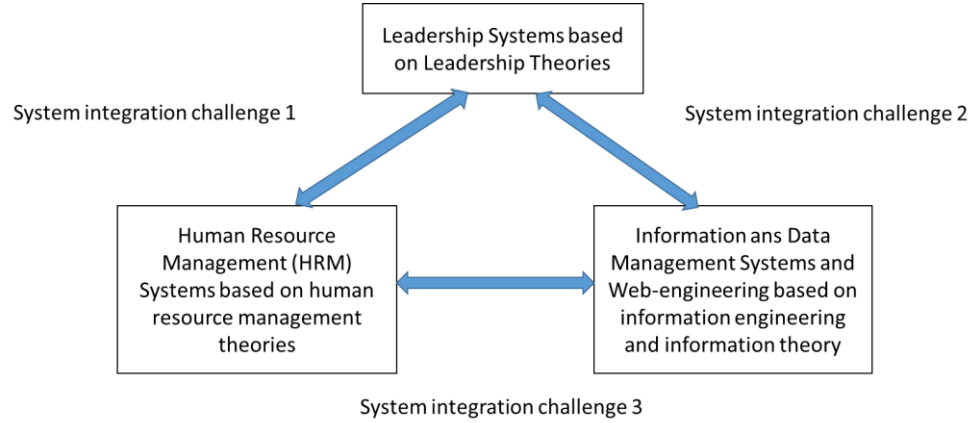 Leadership Systems based
on Leadership Theories
System integration challenge 1
System integration challenge 2
Human Resource
Management (HRM)
Systems based on human
resource management
theories
Information ans Data
Management Systems and
Web-engineering based on
information engineering
and information theory
System integration challenge 3